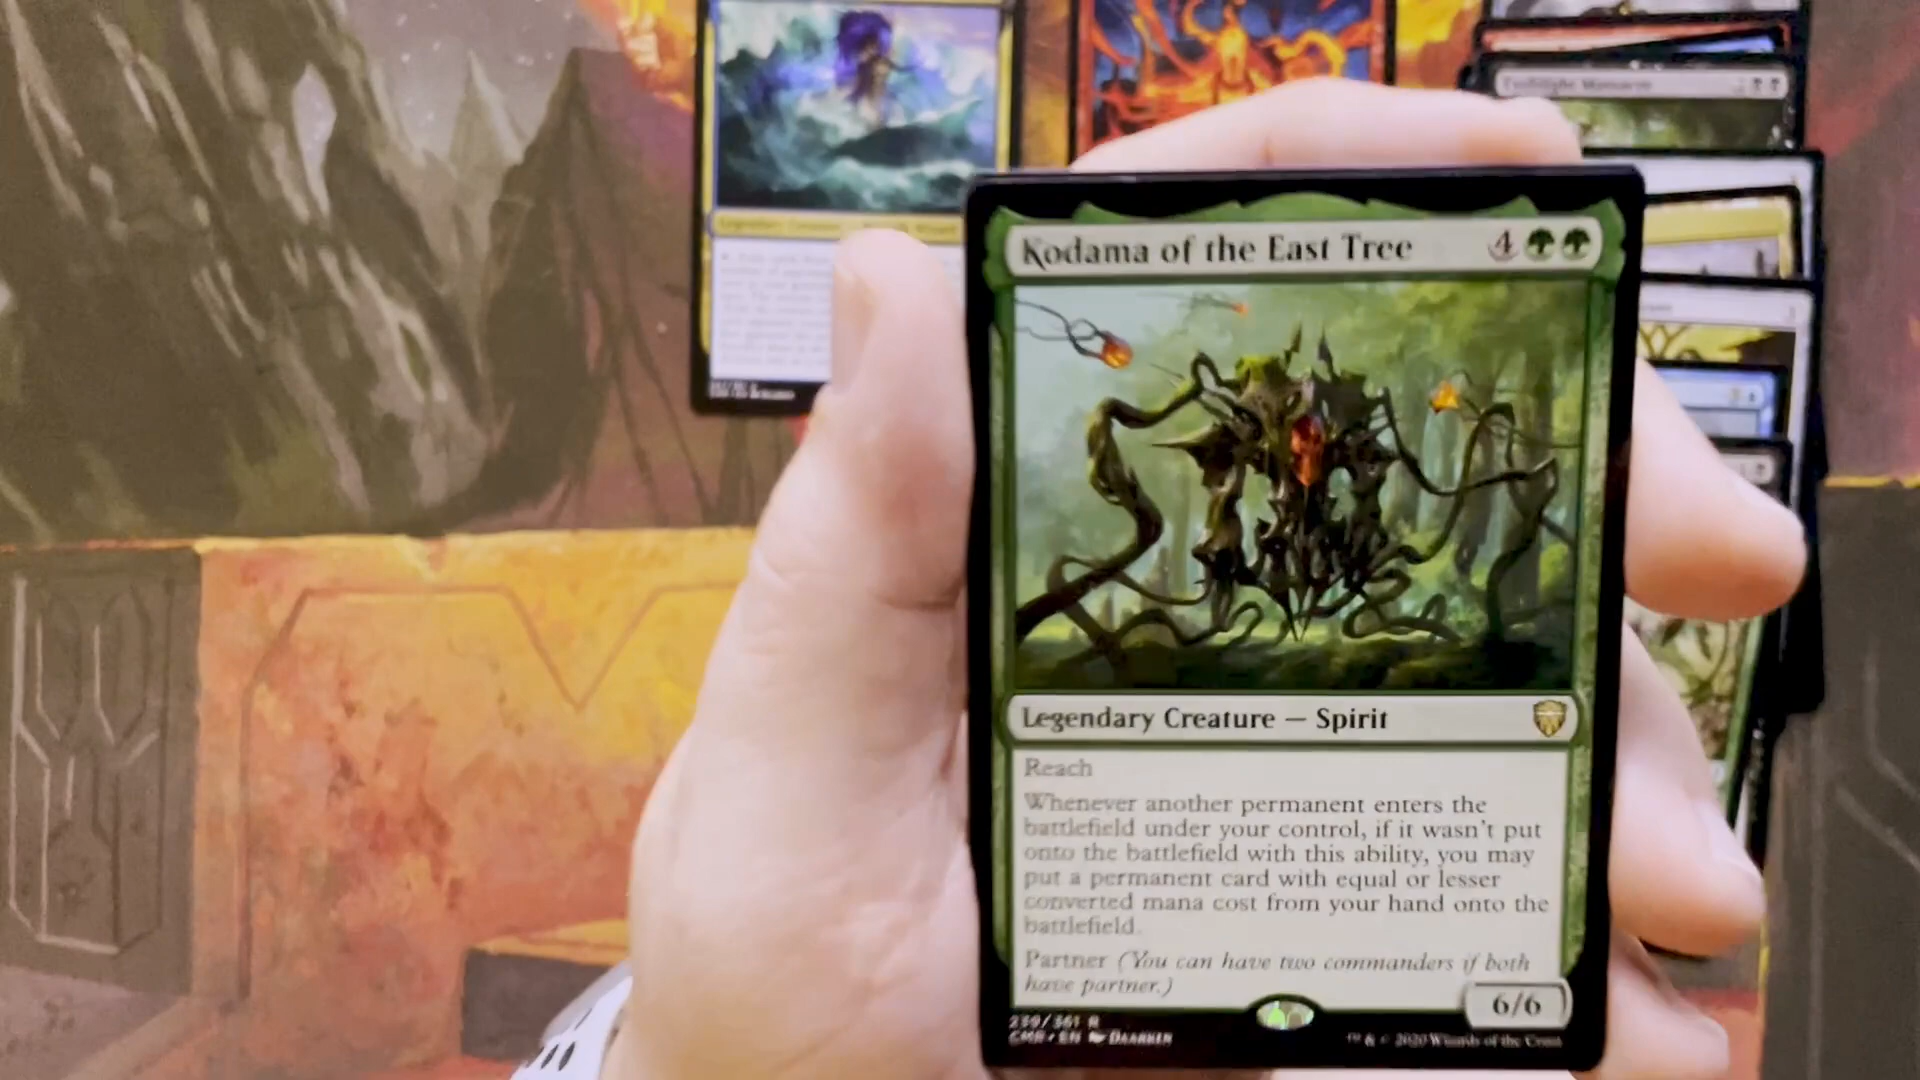 Kodama of the East Tree 4
Legendary Creature — Spirit
Reach
Whenever another permanent enters the
battlefield under your control, if it wasn't put
onto the battlefield with this ability, you may
put a permanent card with equal or lesser
converted mana cost from your hand onto the
battlefield.
Partner (You can have two commanders if both
have partner.)
6/6
239/361 R
CMR • EN DAARKEN
™ & © 2020 Wizards of the Coast